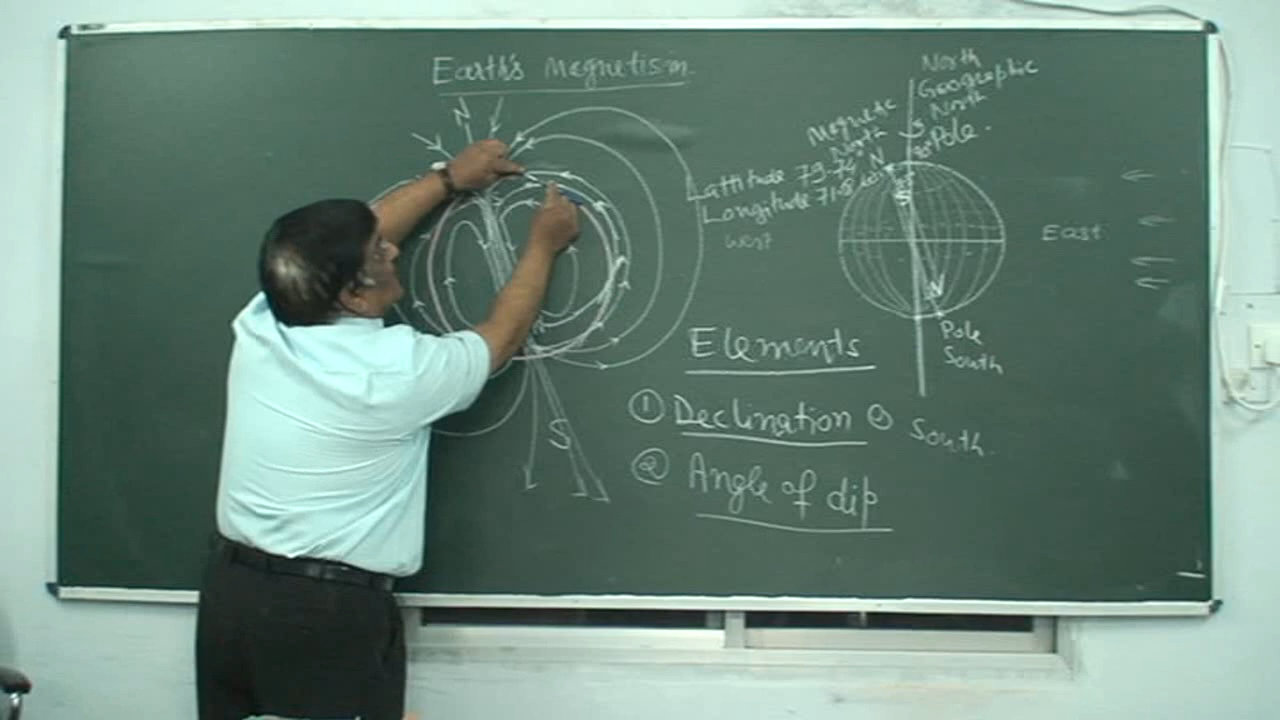 Earth's Magnetism
N
S
North
Geographic
North
Pole.
Magnetic
North
N
S
Lattitude 79.74
Longitude 71.8
West
East
N
Pole
South
Elements
① Declination
South.
② Angle of dip